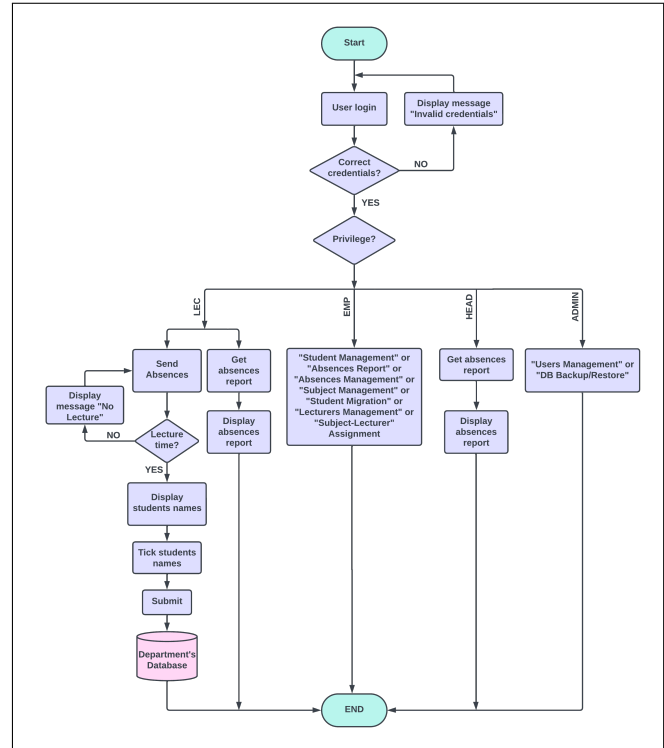 Start
User login
Display message
"Invalid credentials"
Correct
credentials?
NO
YES
Privilege?
LEC
EMP
HEAD
ADMIN
Send
Absences
Get
absences
report
"Student Management" or
"Absences Report" or
"Absences Management" or
"Subject Management" or
"Student Migration" or
"Lecturers Management" or
"Subject-Lecturer"
Assignment
Get absences
report
"Users Management" or
"DB Backup/Restore"
Display
message "No
Lecture"
NO
Lecture
time?
Display
absences
report
Display
absences
report
YES
Display
students names
Tick students
names
Submit
Department's
Database
END